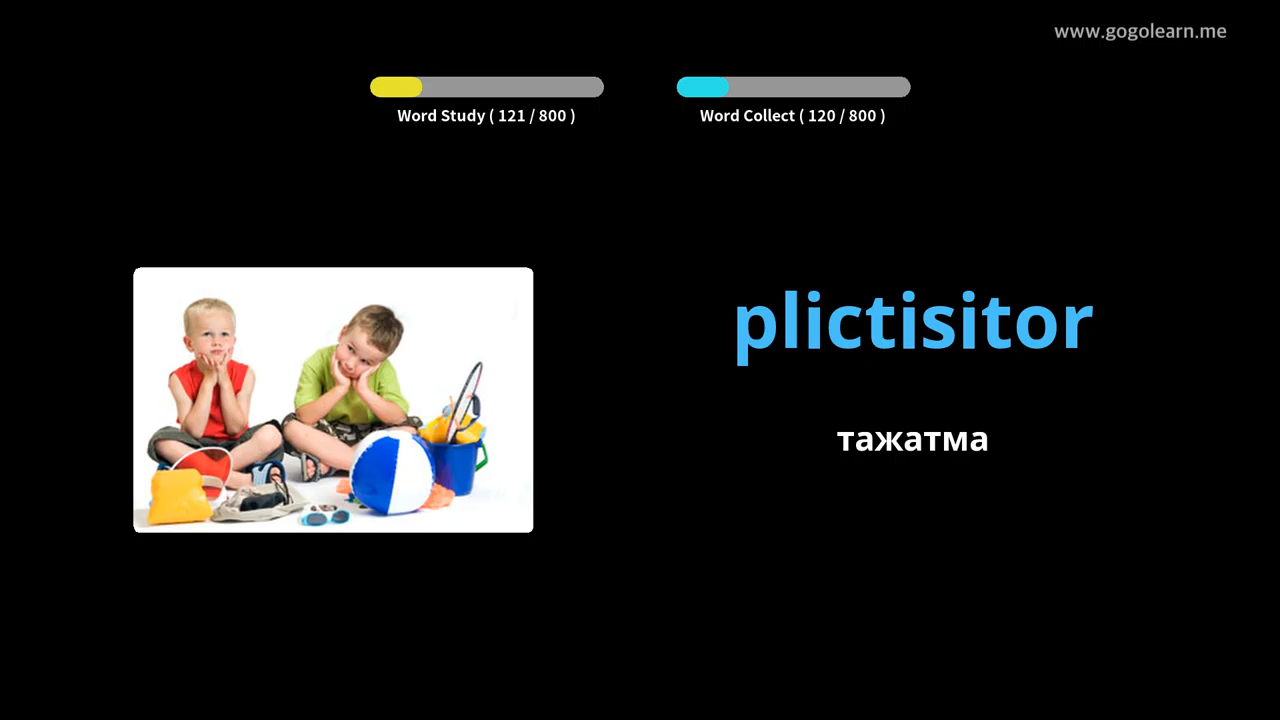 www.gogolearn.me
Word Study ( 121 / 800 )
Word Collect ( 120 / 800 )
plictisitor
тажатма